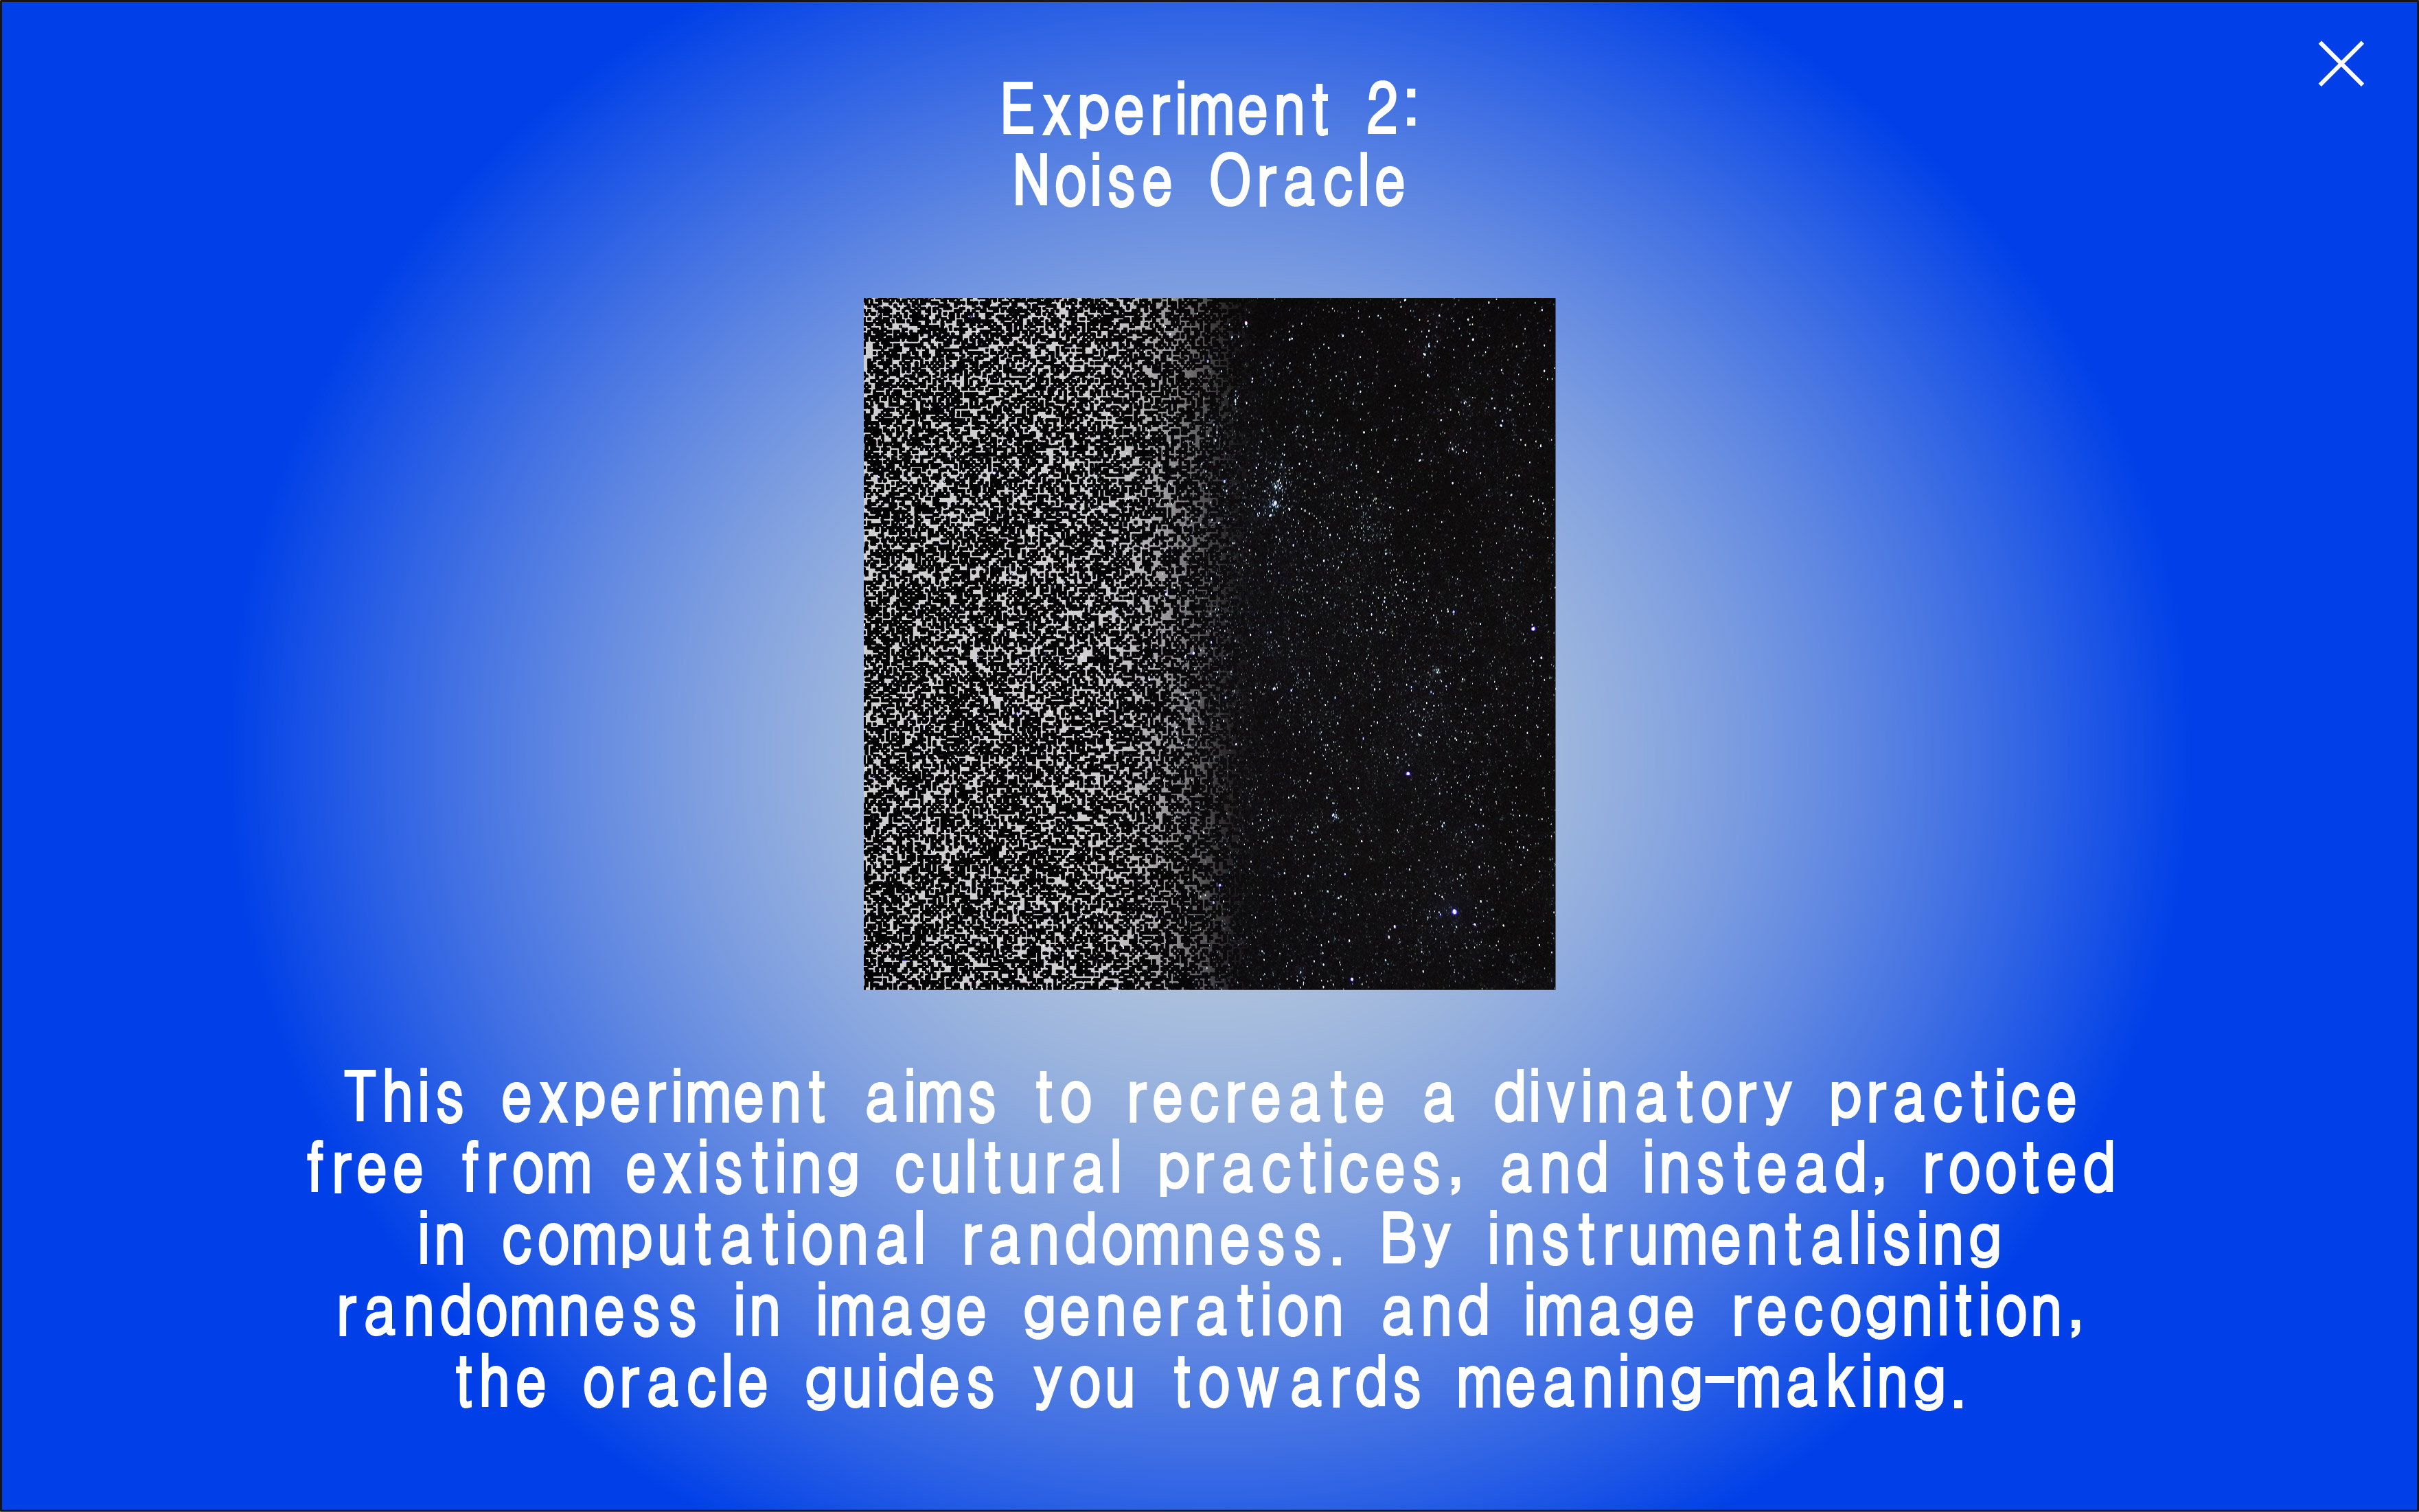 Experiment 2:
Noise Oracle
This experiment aims to recreate a divinatory practice
free from existing cultural practices, and instead, rooted
in computational randomness. By instrumentalising
randomness in image generation and image recognition,
the oracle guides you towards meaning-making.